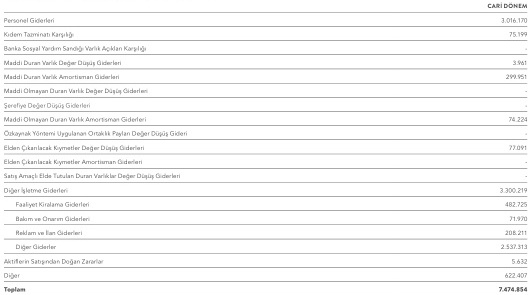 CARİ DÖNEM
Personel Giderleri 3.016.170
Kıdem Tazminatı Karşılığı 75.199
Banka Sosyal Yardım Sandığı Varlık Açıkları Karşılığı -
Maddi Duran Varlık Değer Düşüş Giderleri 3.961
Maddi Duran Varlık Amortisman Giderleri 299.951
Maddi Olmayan Duran Varlık Değer Düşüş Giderleri -
Şerefiye Değer Düşüş Giderleri -
Maddi Olmayan Duran Varlık Amortisman Giderleri 74.224
Özkaynak Yöntemi Uygulanan Ortaklık Payları Değer Düşüş Gideri -
Elden Çıkarılacak Kıymetler Değer Düşüş Giderleri 77.091
Elden Çıkarılacak Kıymetler Amortisman Giderleri -
Satış Amaçlı Elde Tutulan Duran Varlıklar Değer Düşüş Giderleri -
Diğer İşletme Giderleri 3.300.219
Faaliyet Kiralama Giderleri 482.725
Bakım ve Onarım Giderleri 71.970
Reklam ve İlan Giderleri 208.211
Diğer Giderler 2.537.313
Aktiflerin Satışından Doğan Zararlar 5.632
Diğer 622.407
Toplam 7.474.854